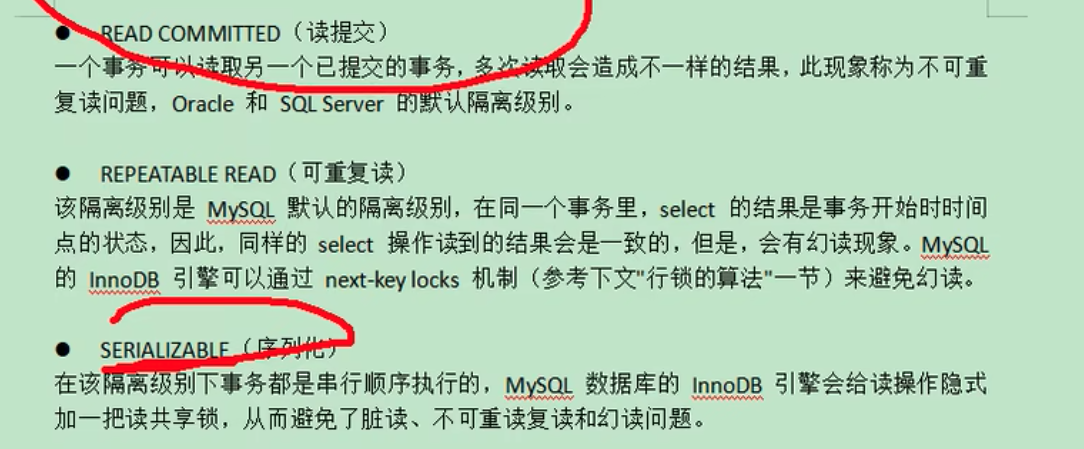 ● READ COMMITTED（读提交）
一个事务可以读取另一个已提交的事务，多次读取会造成不一样的结果，此现象称为不可重
复读问题，Oracle 和 SQL Server 的默认隔离级别。
● REPEATABLE READ（可重复读）
该隔离级别是 MySQL 默认的隔离级别，在同一个事务里，select 的结果是事务开始时时间
点的状态，因此，同样的 select 操作读到的结果会是一致的，但是，会有幻读现象。MySQL
的 InnoDB 引擎可以通过 next-key locks 机制（参考下文"行锁的算法"一节）来避免幻读。
● SERIALIZABLE（序列化）
在该隔离级别下事务都是串行顺序执行的，MySQL 数据库的 InnoDB 引擎会给读操作隐式
加一把读共享锁，从而避免了脏读、不可重读复读和幻读问题。